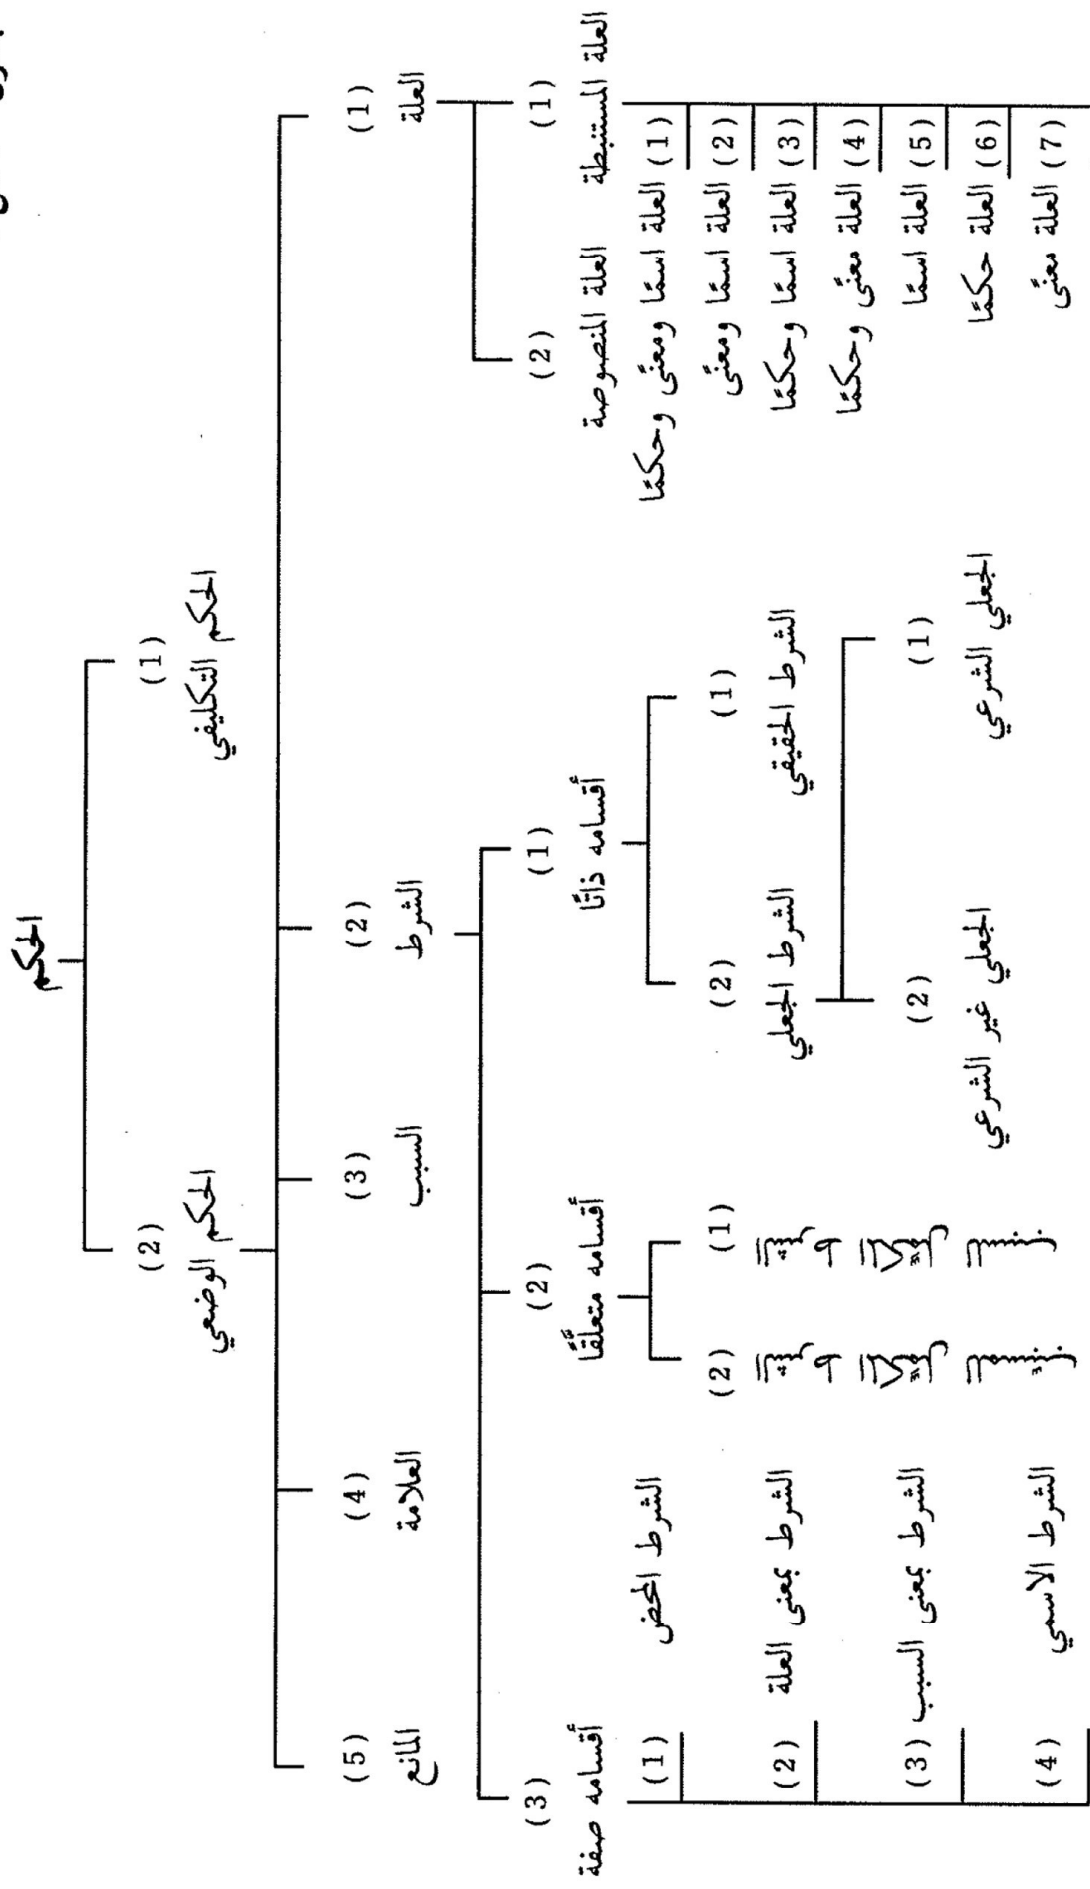 الحكم
(1) (2)
الحكم التكليفي الحكم الوضعي
(1) (2) (3) (4) (5)
العلة الشرط السبب العلامة المانع
(1) (2) (1) (2) (3)
العلة المستنبطة العلة المنصوصة أقسامه ذاتًا أقسامه متعلقًا أقسامه صفة
(1) العلة اسمًا ومعنًى وحكمًا
(2) العلة اسمًا ومعنًى
(3) العلة اسمًا وحكمًا
(4) العلة معنًى وحكمًا
(5) العلة اسمًا
(6) العلة حكمًا
(7) العلة معنًى
(1) (2)
الشرط الحقيقي الشرط الجعلي
(1) (2)
الجعلي الشرعي الجعلي غير الشرعي
(1) (2)
(1) الشرط المحض
(2) الشرط بمعنى العلة
(3) الشرط بمعنى السبب
(4) الشرط الاسمي